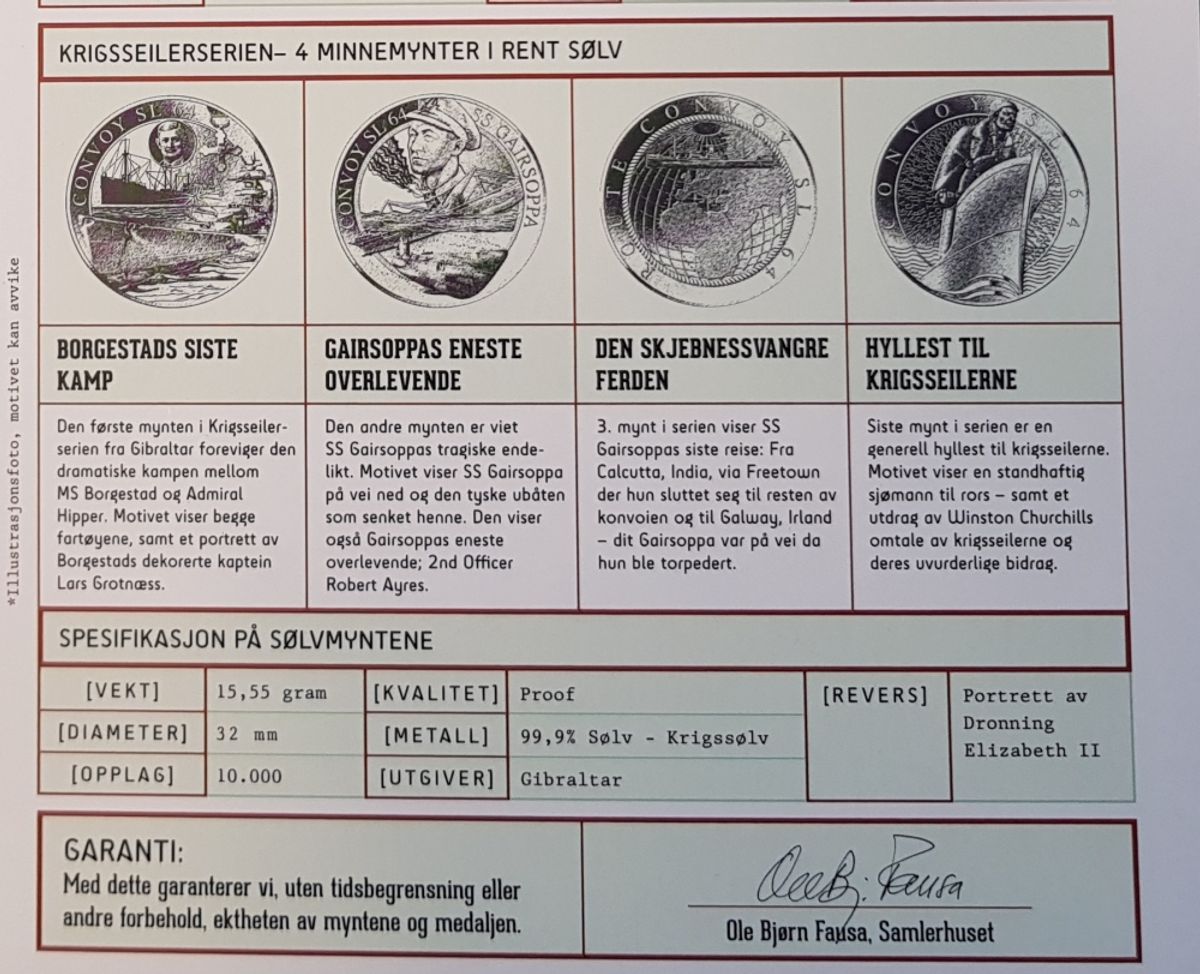 KRIGSSEILERSERIEN– 4 MINNEMYNTER I RENT SØLV
CONVOY SL 64
CONVOY SL 64 SS GAIRSOPPA
ROUTE CONVOY SL 64
CONVOY SL 64
BORGESTADS SISTE
KAMP
Den første mynten i Krigsseiler-
serien fra Gibraltar foreviger den
dramatiske kampen mellom
MS Borgestad og Admiral
Hipper. Motivet viser begge
fartøyene, samt et portrett av
Borgestads dekorerte kaptein
Lars Grotnæss.
GAIRSOPPAS ENESTE
OVERLEVENDE
Den andre mynten er viet
SS Gairsoppas tragiske ende-
likt. Motivet viser SS Gairsoppa
på vei ned og den tyske ubåten
som senket henne. Den viser
også Gairsoppas eneste
overlevende; 2nd Officer
Robert Ayres.
DEN SKJEBNESSVANGRE
FERDEN
3. mynt i serien viser SS
Gairsoppas siste reise: Fra
Calcutta, India, via Freetown
der hun sluttet seg til resten av
konvoien og til Galway, Irland
– dit Gairsoppa var på vei da
hun ble torpedert.
HYLLEST TIL
KRIGSSEILERNE
Siste mynt i serien er en
generell hyllest til krigsseilerne.
Motivet viser en standhaftig
sjømann til rors – samt et
utdrag av Winston Churchills
omtale av krigsseilerne og
deres uvurderlige bidrag.
*Illustrasjonsfoto, motivet kan avvike
SPESIFIKASJON PÅ SØLVMYNTENE
[VEKT] 15,55 gram [KVALITET] Proof [REVERS] Portrett av
Dronning
Elizabeth II
[DIAMETER] 32 mm [METALL] 99,9% Sølv - Krigssølv
[OPPLAG] 10.000 [UTGIVER] Gibraltar
GARANTI:
Med dette garanterer vi, uten tidsbegrensning eller
andre forbehold, ektheten av myntene og medaljen.
Ole Bj. Fausa
Ole Bjørn Fausa, Samlerhuset